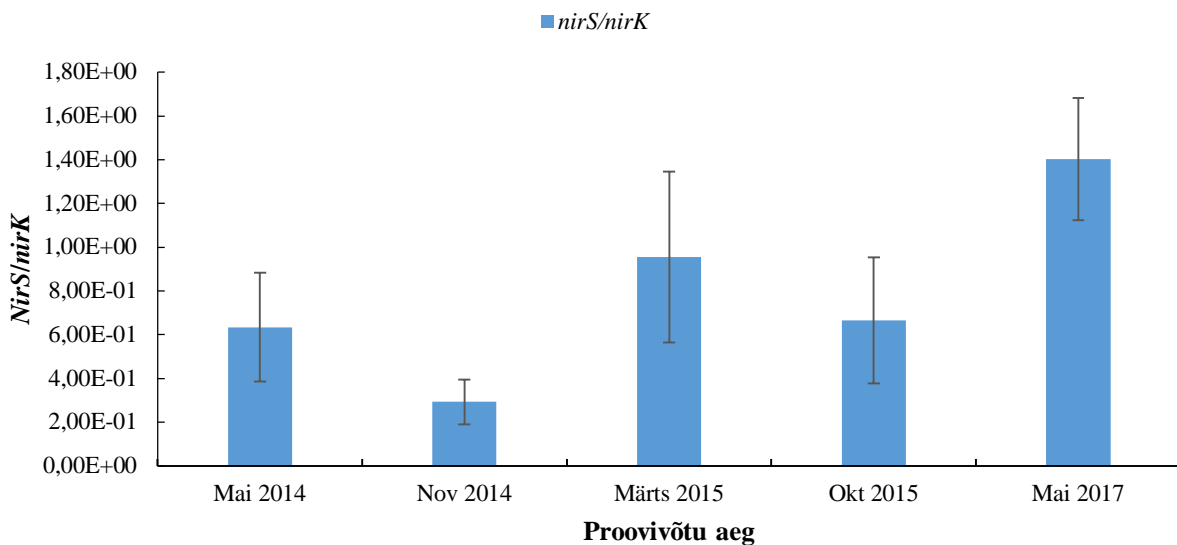 nirS/nirK
1,80E+00
1,60E+00
1,40E+00
1,20E+00
1,00E+00
8,00E-01
6,00E-01
4,00E-01
2,00E-01
0,00E+00
NirS/nirK
Mai 2014
Nov 2014
Märts 2015
Okt 2015
Mai 2017
Proovivõtu aeg